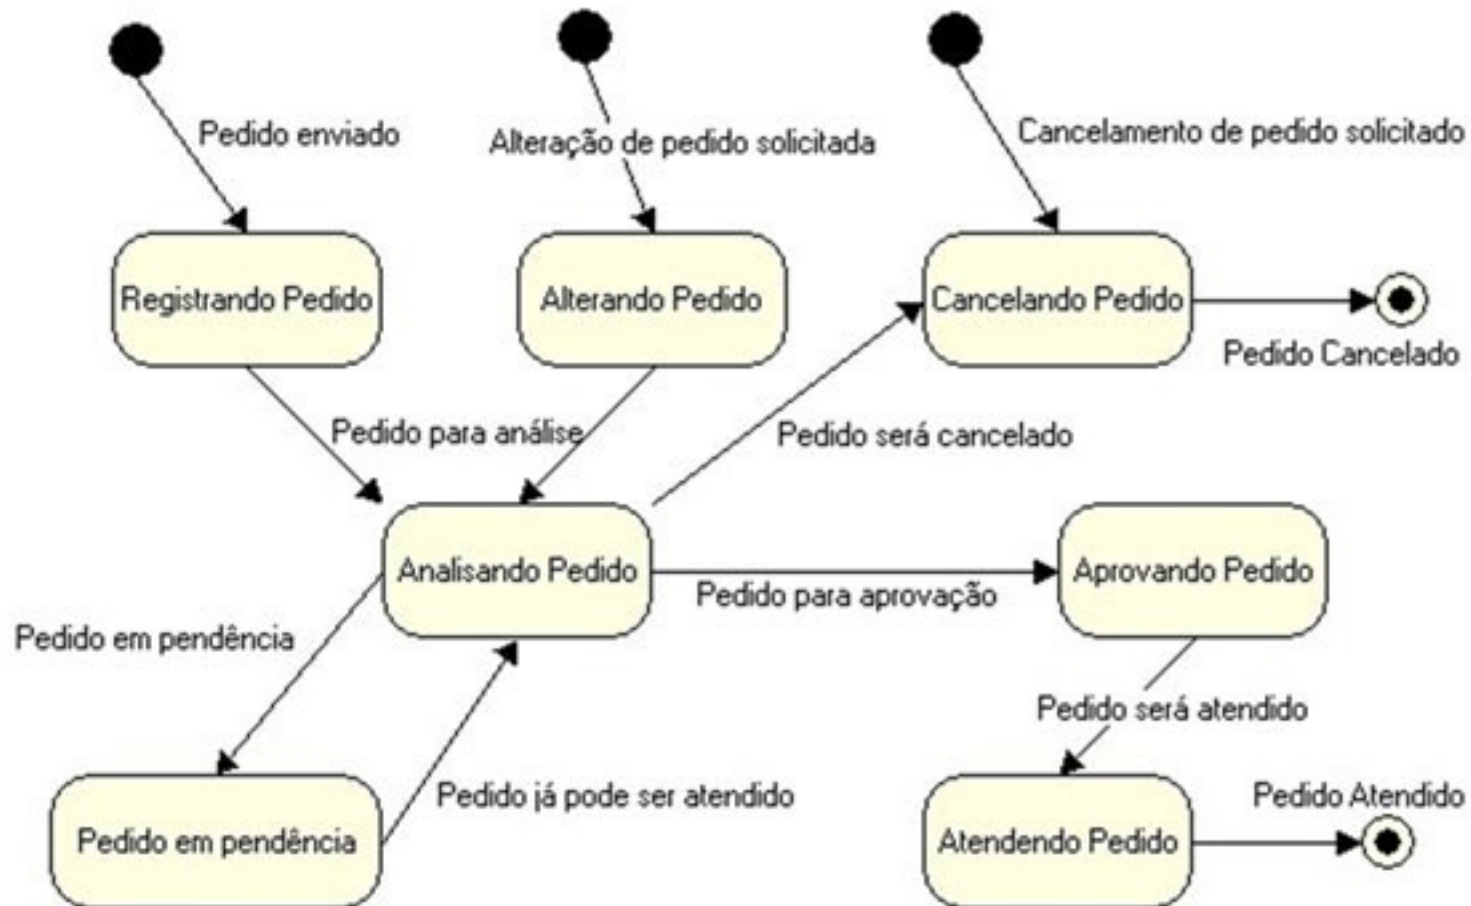 Pedido enviado
Alteração de pedido solicitada
Cancelamento de pedido solicitado
Registrando Pedido
Alterando Pedido
Cancelando Pedido
Pedido Cancelado
Pedido para análise
Pedido será cancelado
Analisando Pedido
Pedido para aprovação
Aprovando Pedido
Pedido em pendência
Pedido será atendido
Pedido já pode ser atendido
Pedido Atendido
Pedido em pendência
Atendendo Pedido